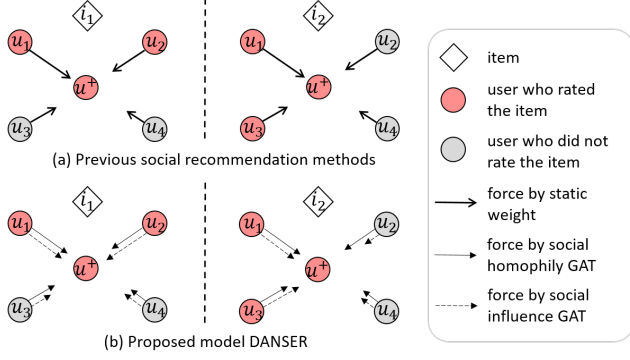 i₁
i₂
u₁
u₂
u₁
u₂
u⁺
u⁺
u₃
u₄
u₃
u₄
(a) Previous social recommendation methods
i₁
i₂
u₁
u₂
u₁
u₂
u⁺
u⁺
u₃
u₄
u₃
u₄
(b) Proposed model DANSER
item
user who rated
the item
user who did not
rate the item
force by static
weight
force by social
homophily GAT
force by social
influence GAT